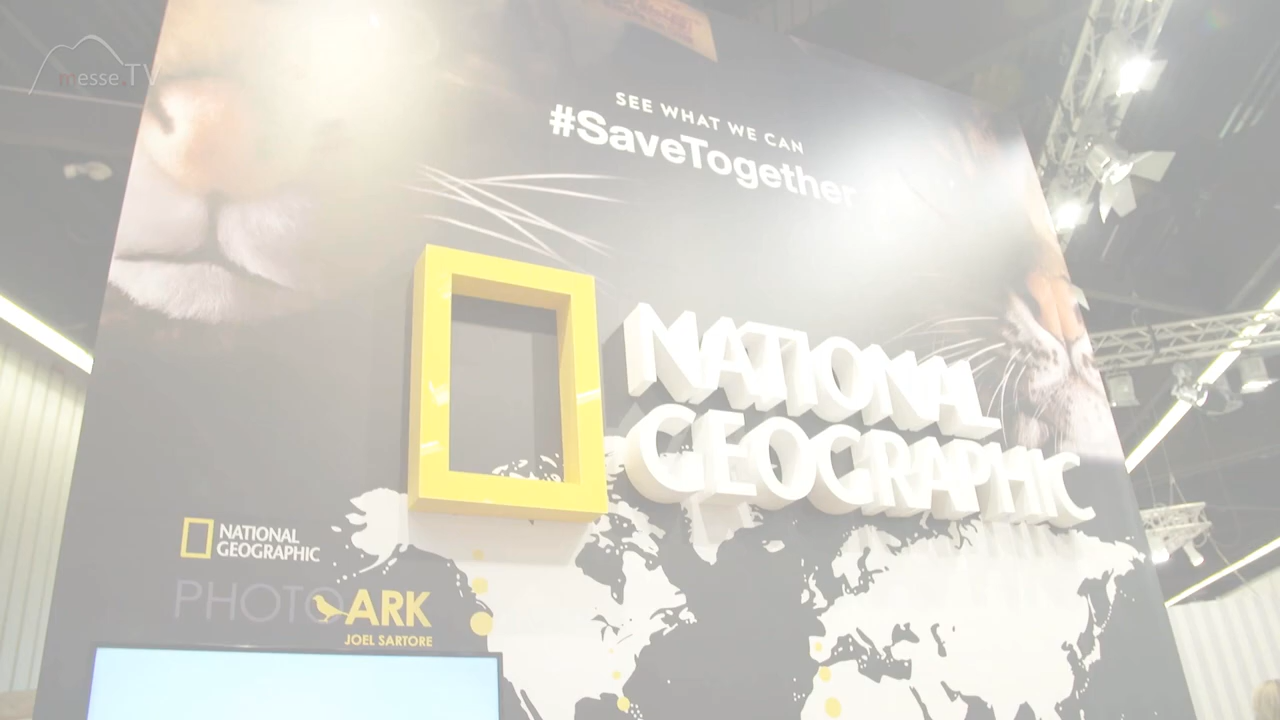 messe.TV
SEE WHAT WE CAN
#SaveTogether
NATIONAL
GEOGRAPHIC
NATIONAL
GEOGRAPHIC
PHOTO ARK
JOEL SARTORE